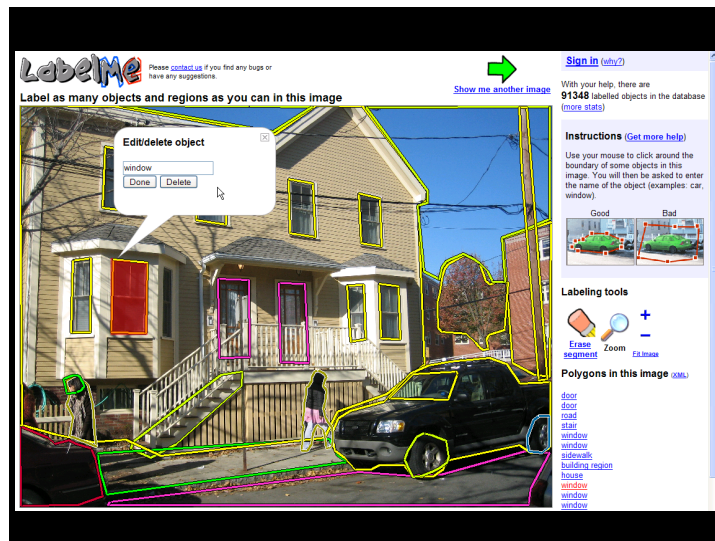 LabelMe
Please contact us if you find any bugs or
have any suggestions.
Show me another image
Label as many objects and regions as you can in this image
Edit/delete object
window
Done Delete
Sign in (why?)
With your help, there are
91348 labelled objects in the database
(more stats)
Instructions (Get more help)
Use your mouse to click around the
boundary of some objects in this
image. You will then be asked to enter
the name of the object (examples: car,
window).
Good Bad
Labeling tools
Erase
segment
Zoom
+
−
Fit Image
Polygons in this image (XML)
door
door
road
stair
window
window
sidewalk
building region
house
window
window
window